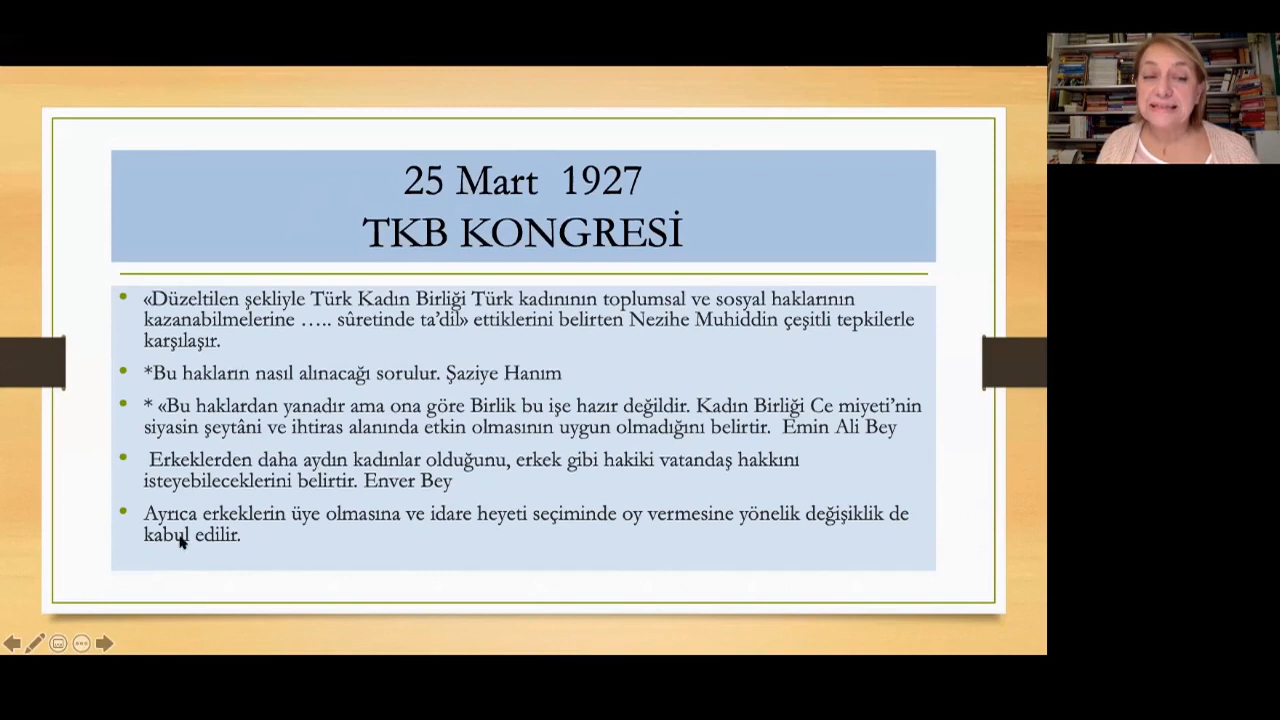 25 Mart 1927
TKB KONGRESİ
«Düzeltilen şekliyle Türk Kadın Birliği Türk kadınının toplumsal ve sosyal haklarının
kazanabilmelerine ….. sûretinde ta’dil» ettiklerini belirten Nezihe Muhiddin çeşitli tepkilerle
karşılaşır.
*Bu hakların nasıl alınacağı sorulur. Şaziye Hanım
* «Bu haklardan yanadır ama ona göre Birlik bu işe hazır değildir. Kadın Birliği Ce miyeti’nin
siyasin şeytâni ve ihtiras alanında etkin olmasının uygun olmadığını belirtir. Emin Ali Bey
Erkeklerden daha aydın kadınlar olduğunu, erkek gibi hakiki vatandaş hakkını
isteyebileceklerini belirtir. Enver Bey
Ayrıca erkeklerin üye olmasına ve idare heyeti seçiminde oy vermesine yönelik değişiklik de
kabul edilir.